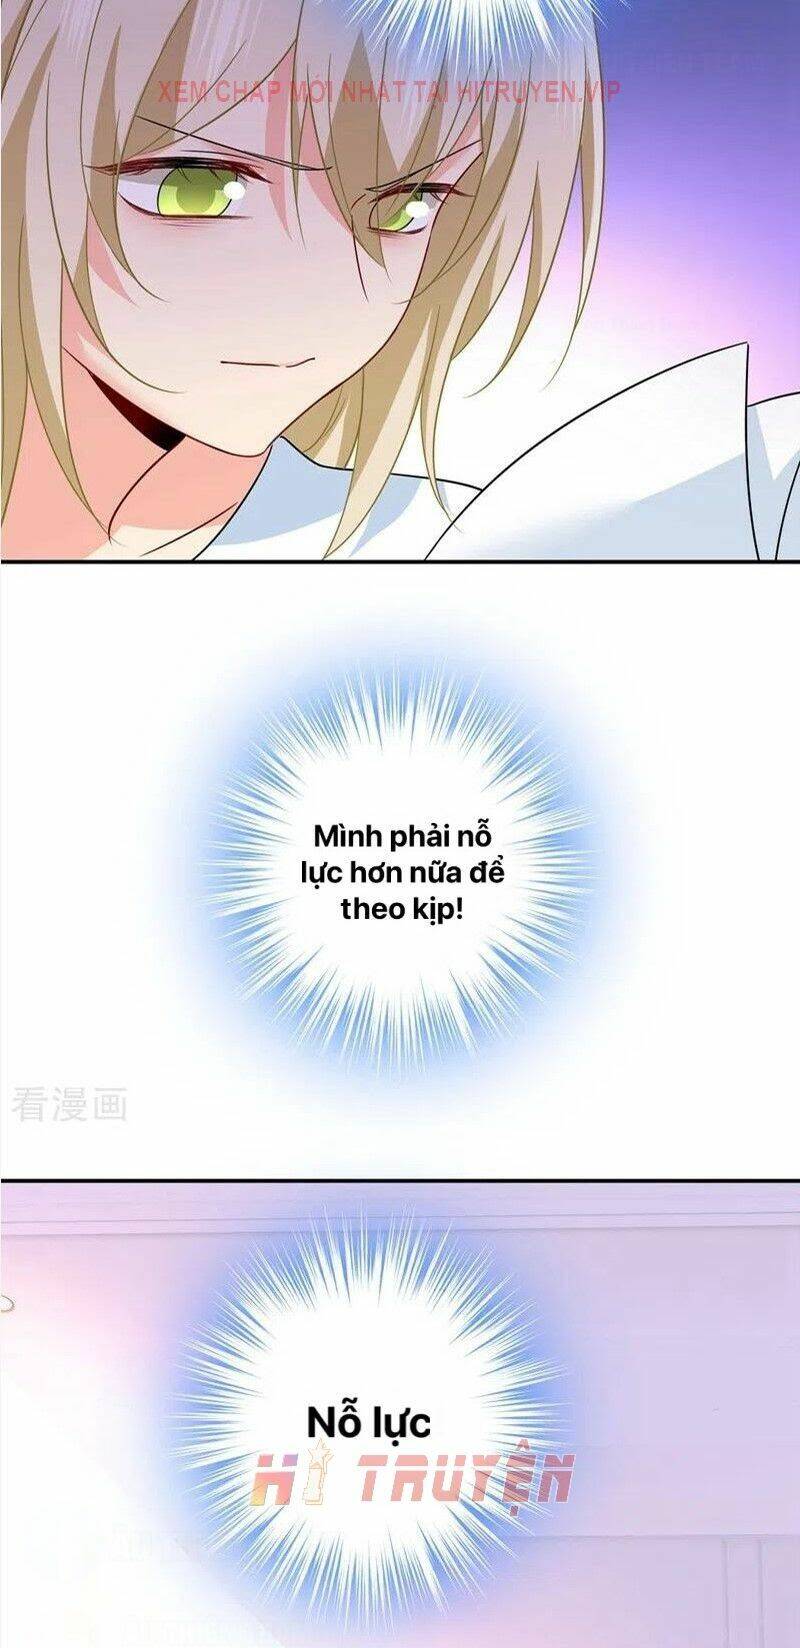 XEM CHAP MỚI NHẤT TẠI HITRUYEN.VIP
Mình phải nỗ
lực hơn nữa để
theo kịp!
看漫画
Nỗ lực
HI TRUYỆN